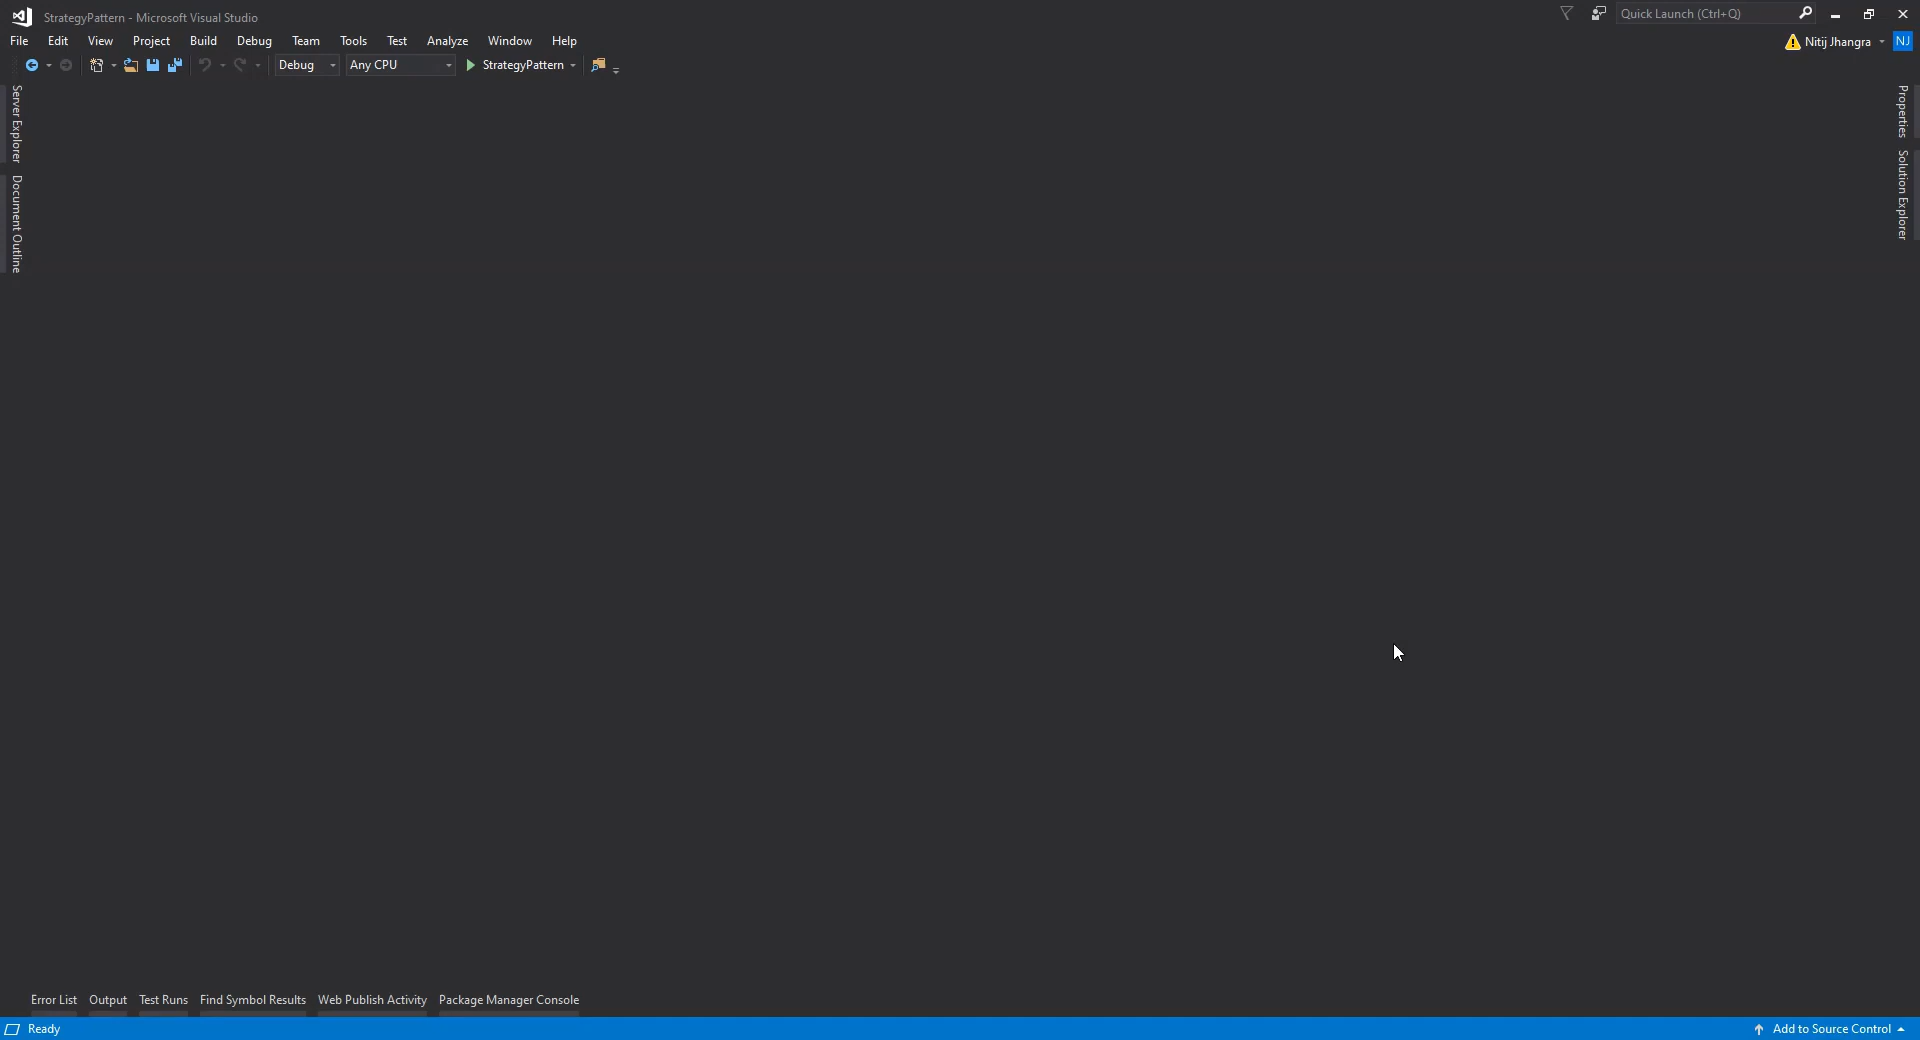 StrategyPattern - Microsoft Visual Studio
Quick Launch (Ctrl+Q)
File Edit View Project Build Debug Team Tools Test Analyze Window Help
Nitij Jhangra NJ
Debug Any CPU StrategyPattern
Server Explorer
Document Outline
Properties
Solution Explorer
Error List Output Test Runs Find Symbol Results Web Publish Activity Package Manager Console
Ready Add to Source Control